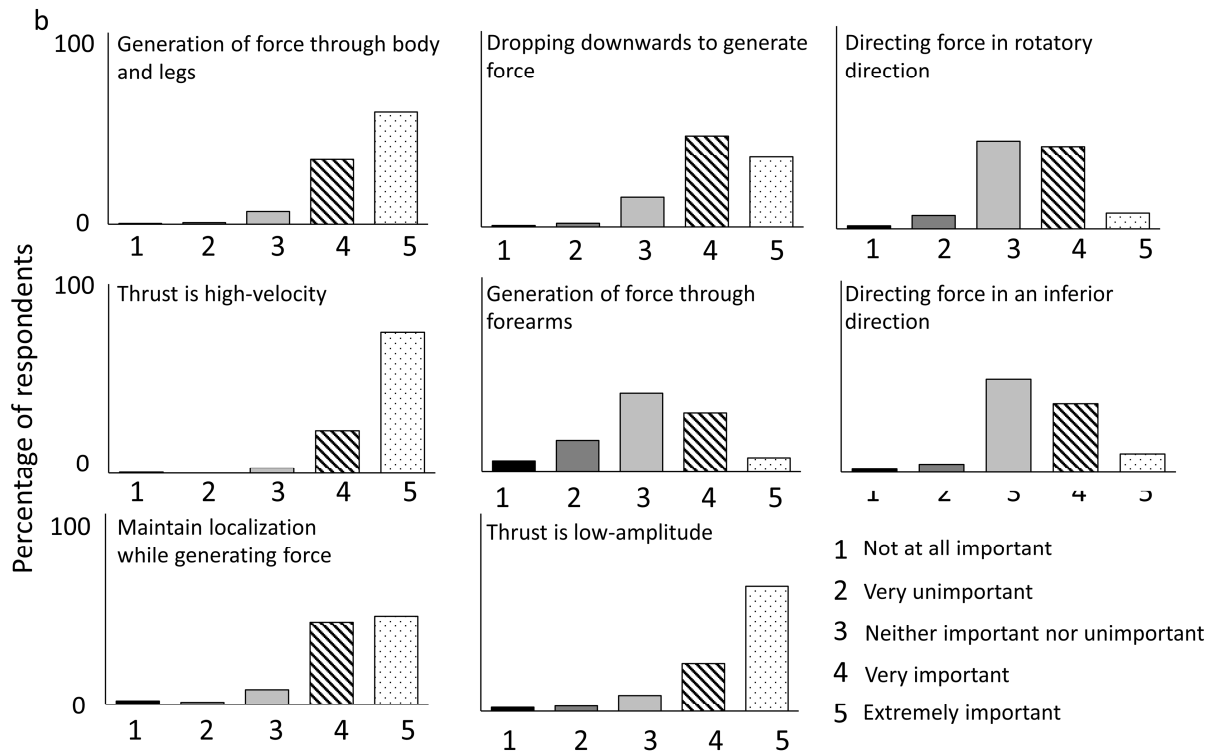 b
Percentage of respondents
100
0
Generation of force through body
and legs
1 2 3 4 5
Dropping downwards to generate
force
1 2 3 4 5
Directing force in rotatory
direction
1 2 3 4 5
100
0
Thrust is high-velocity
1 2 3 4 5
Generation of force through
forearms
1 2 3 4 5
Directing force in an inferior
direction
1 2 3 4 5
100
0
Maintain localization
while generating force
1 2 3 4 5
Thrust is low-amplitude
1 2 3 4 5
1 Not at all important
2 Very unimportant
3 Neither important nor unimportant
4 Very important
5 Extremely important